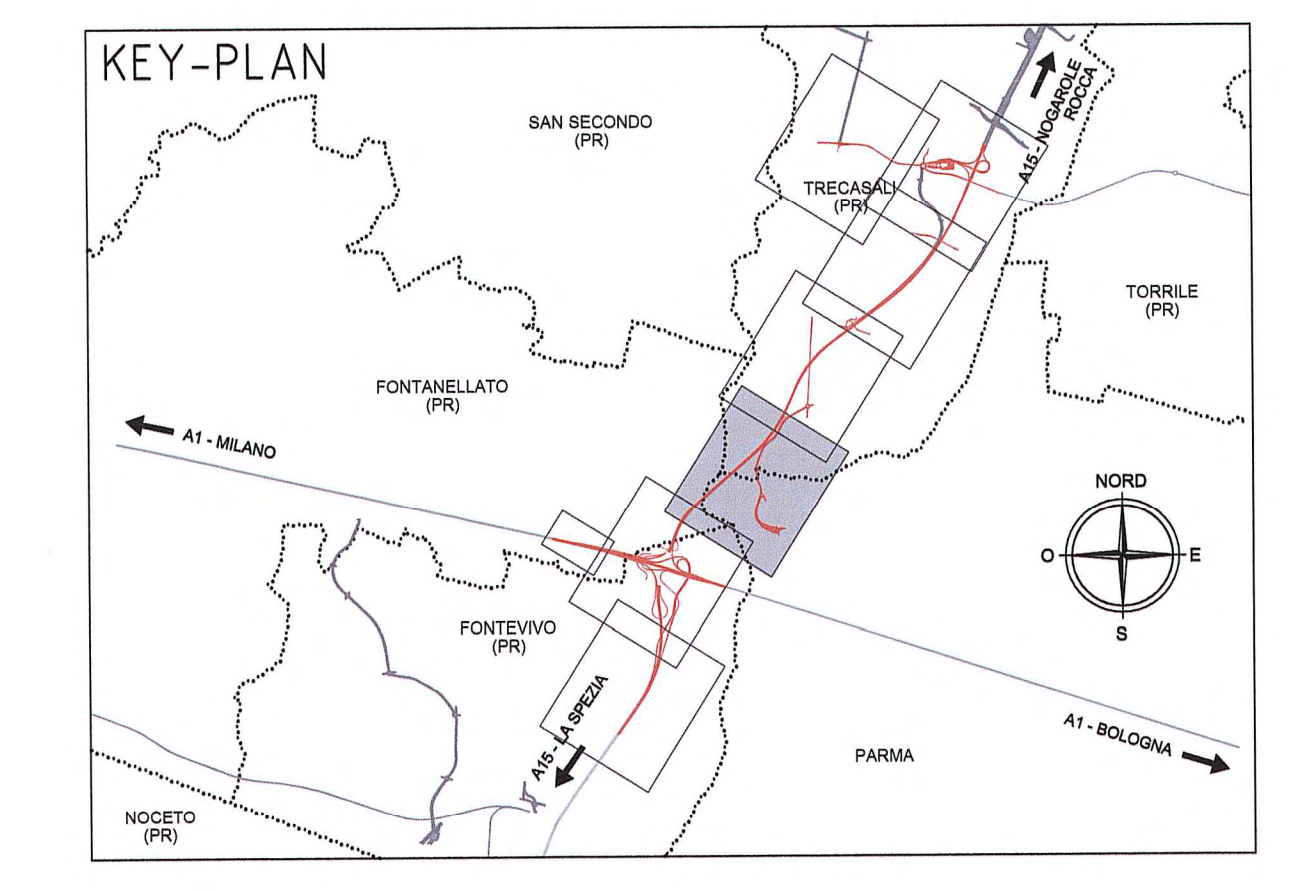 KEY-PLAN
SAN SECONDO
(PR)
A15 - NOGAROLE
ROCCA
TRECASALI
(PR)
TORRILE
(PR)
FONTANELLATO
(PR)
A1 - MILANO
NORD
O
E
S
FONTEVIVO
(PR)
A15 - LA SPEZIA
A1 - BOLOGNA
PARMA
NOCETO
(PR)